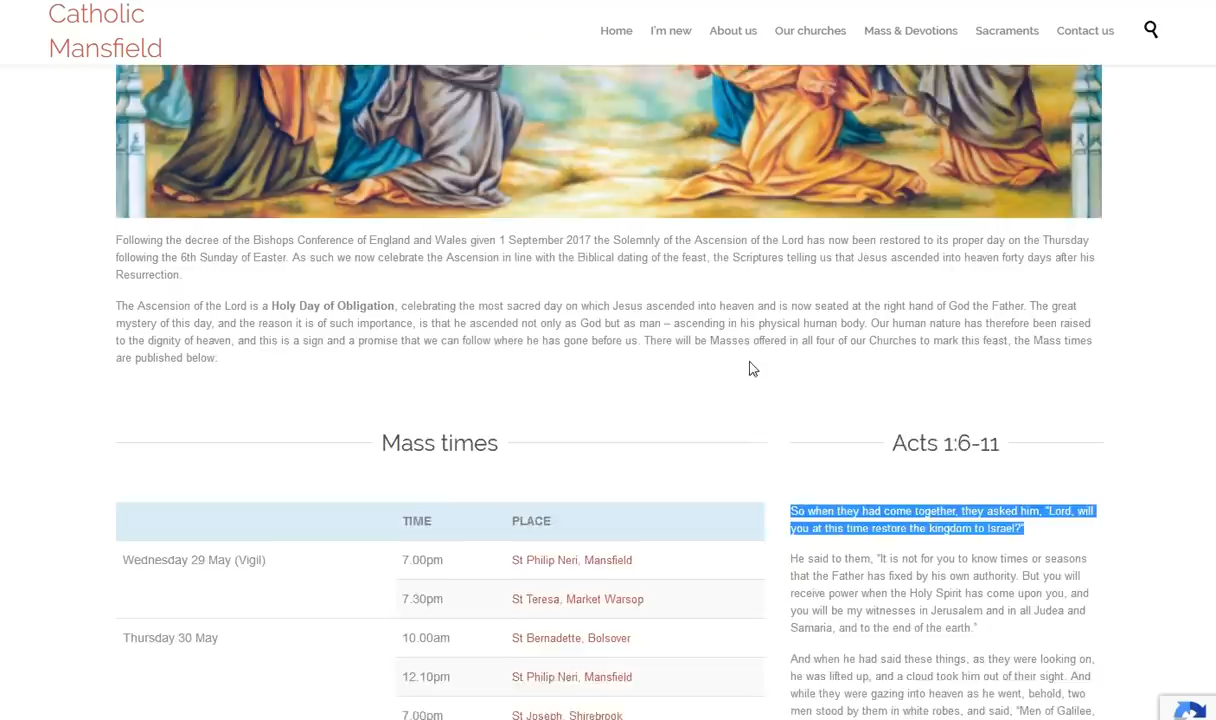 Catholic
Mansfield
Home
I'm new
About us
Our churches
Mass & Devotions
Sacraments
Contact us
Following the decree of the Bishops Conference of England and Wales given 1 September 2017 the Solemnly of the Ascension of the Lord has now been restored to its proper day on the Thursday
following the 6th Sunday of Easter. As such we now celebrate the Ascension in line with the Biblical dating of the feast, the Scriptures telling us that Jesus ascended into heaven forty days after his
Resurrection.
The Ascension of the Lord is a Holy Day of Obligation, celebrating the most sacred day on which Jesus ascended into heaven and is now seated at the right hand of God the Father. The great
mystery of this day, and the reason it is of such importance, is that he ascended not only as God but as man – ascending in his physical human body. Our human nature has therefore been raised
to the dignity of heaven, and this is a sign and a promise that we can follow where he has gone before us. There will be Masses offered in all four of our Churches to mark this feast, the Mass times
are published below.
Mass times
TIME PLACE
Wednesday 29 May (Vigil) 7.00pm St Philip Neri, Mansfield
7.30pm St Teresa, Market Warsop
Thursday 30 May 10.00am St Bernadette, Bolsover
12.10pm St Philip Neri, Mansfield
7.00pm St Joseph, Shirebrook
Acts 1:6-11
So when they had come together, they asked him, "Lord, will
you at this time restore the kingdom to Israel?"
He said to them, "It is not for you to know times or seasons
that the Father has fixed by his own authority. But you will
receive power when the Holy Spirit has come upon you, and
you will be my witnesses in Jerusalem and in all Judea and
Samaria, and to the end of the earth."
And when he had said these things, as they were looking on,
he was lifted up, and a cloud took him out of their sight. And
while they were gazing into heaven as he went, behold, two
men stood by them in white robes, and said, "Men of Galilee,